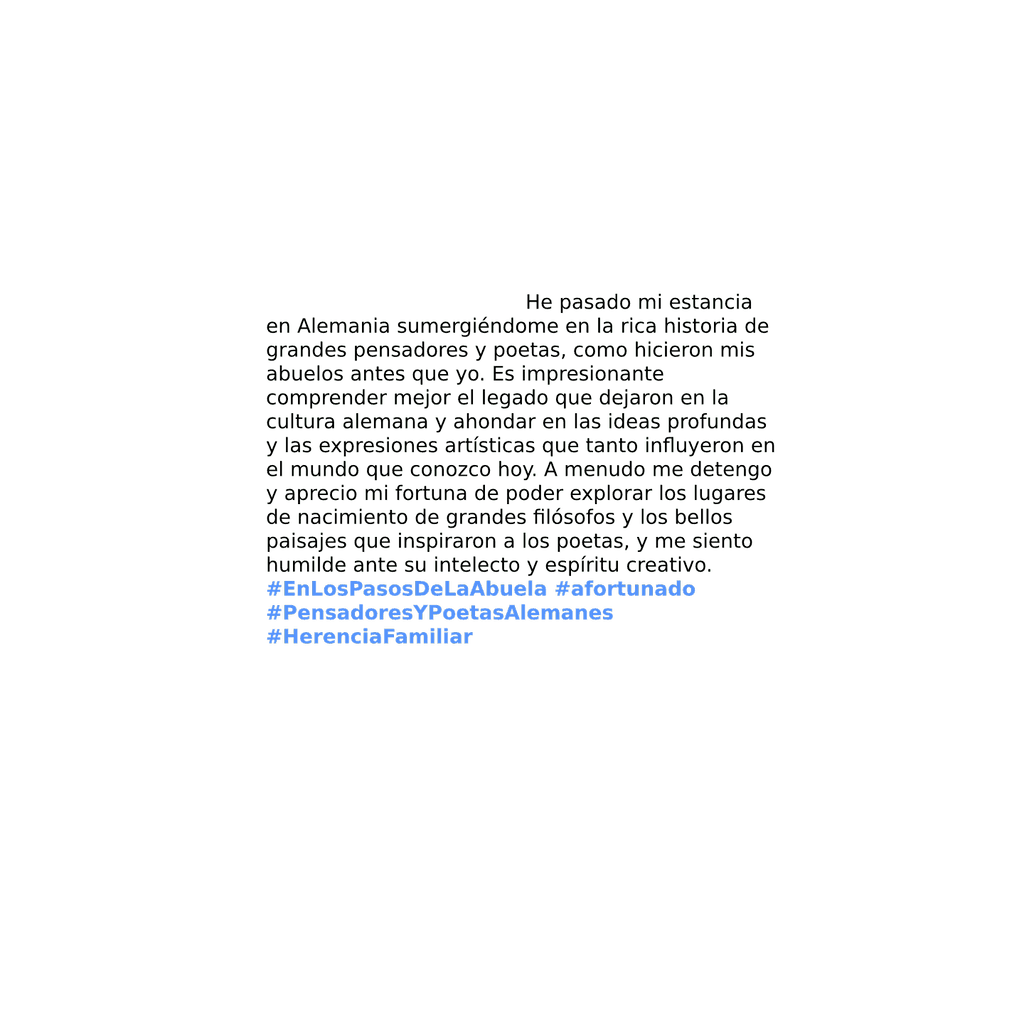 He pasado mi estancia
en Alemania sumergiéndome en la rica historia de
grandes pensadores y poetas, como hicieron mis
abuelos antes que yo. Es impresionante
comprender mejor el legado que dejaron en la
cultura alemana y ahondar en las ideas profundas
y las expresiones artísticas que tanto influyeron en
el mundo que conozco hoy. A menudo me detengo
y aprecio mi fortuna de poder explorar los lugares
de nacimiento de grandes filósofos y los bellos
paisajes que inspiraron a los poetas, y me siento
humilde ante su intelecto y espíritu creativo.
#EnLosPasosDeLaAbuela #afortunado
#PensadoresYPoetasAlemanes
#HerenciaFamiliar